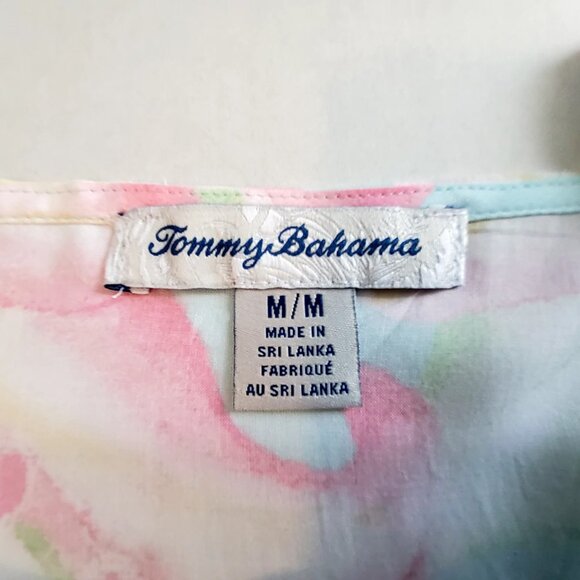 Tommy Bahama
M/M
MADE IN
SRI LANKA
FABRIQUÉ
AU SRI LANKA